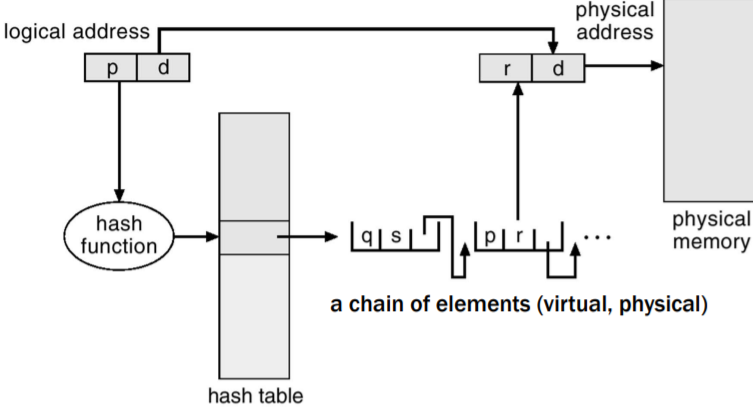 logical address
physical
address
p d
r d
hash
function
q s
p r ...
physical
memory
a chain of elements (virtual, physical)
hash table